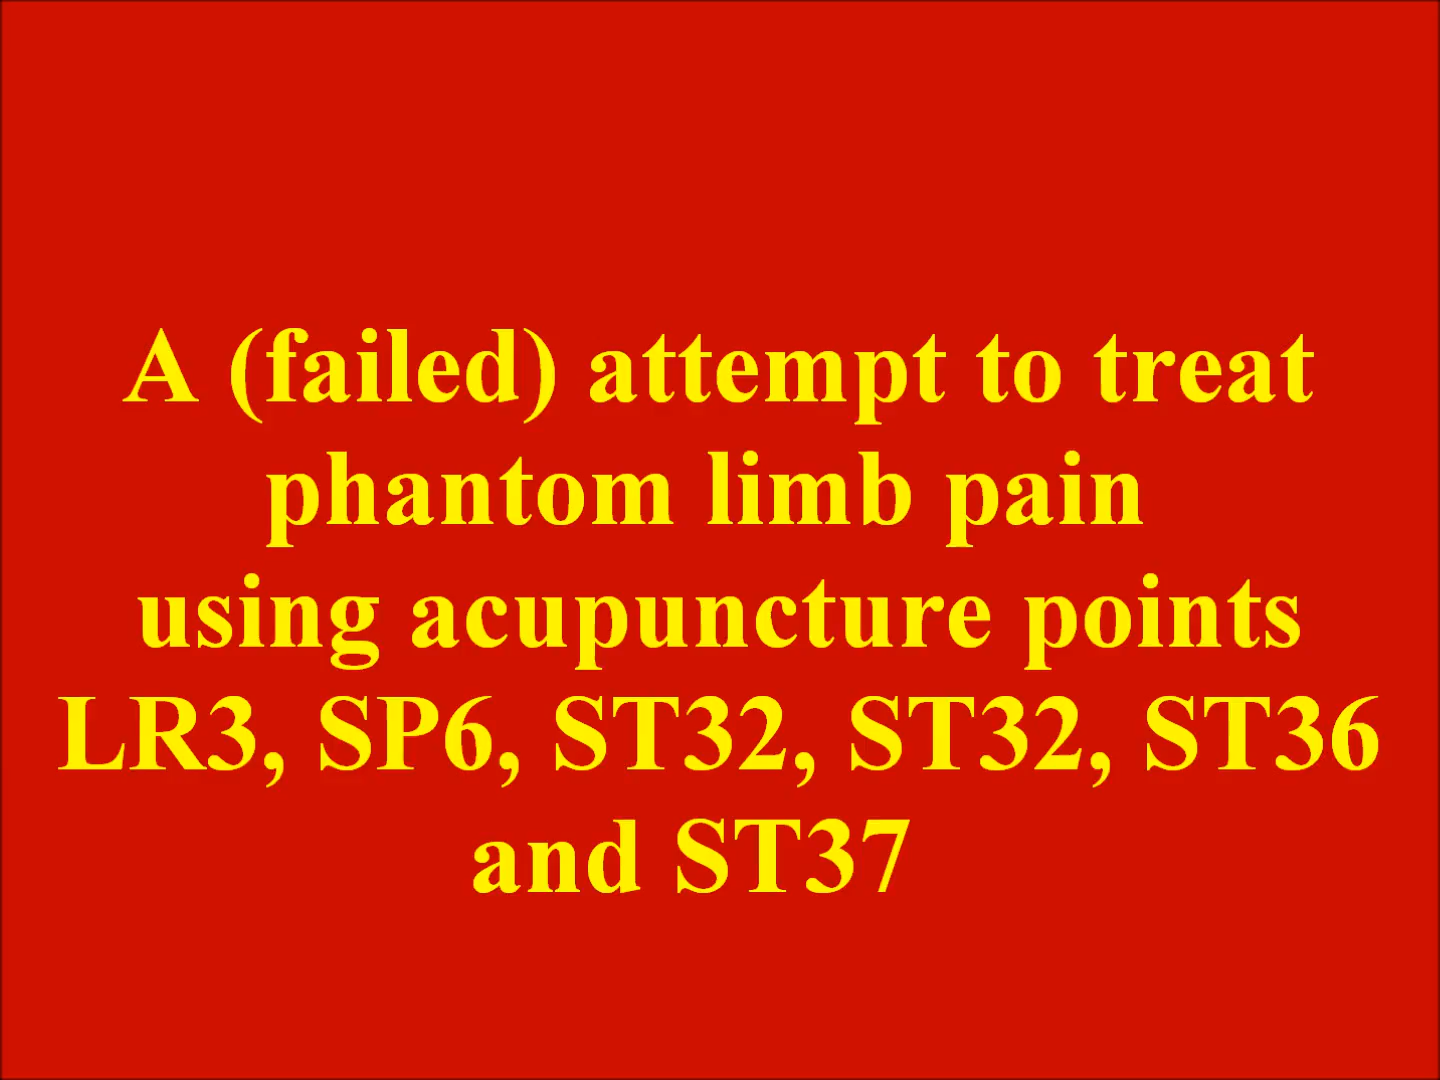 A (failed) attempt to treat
phantom limb pain
using acupuncture points
LR3, SP6, ST32, ST32, ST36
and ST37